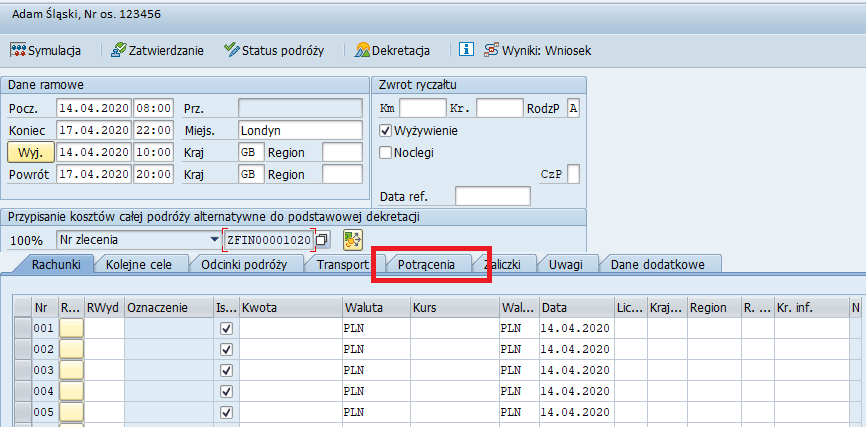 Adam Śląski, Nr os. 123456
Symulacja Zatwierdzanie Status podróży Dekretacja Wyniki: Wniosek
Dane ramowe Zwrot ryczałtu
Pocz. 14.04.2020 08:00 Prz. Km Kr. RodzP A
Koniec 17.04.2020 22:00 Miejs. Londyn Wyżywienie
Wyj. 14.04.2020 10:00 Kraj GB Region Noclegi
Powrót 17.04.2020 20:00 Kraj GB Region CzP
Data ref.
Przypisanie kosztów całej podróży alternatywne do podstawowej dekretacji
100% Nr zlecenia ZFIN00001020
Rachunki Kolejne cele Odcinki podróży Transport Potrącenia Zaliczki Uwagi Dane dodatkowe
Nr R... RWyd Oznaczenie Is... Kwota Waluta Kurs Wal... Data Lic... Kraj... Region R. ... Kr. inf. N
001 PLN PLN 14.04.2020
002 PLN PLN 14.04.2020
003 PLN PLN 14.04.2020
004 PLN PLN 14.04.2020
005 PLN PLN 14.04.2020